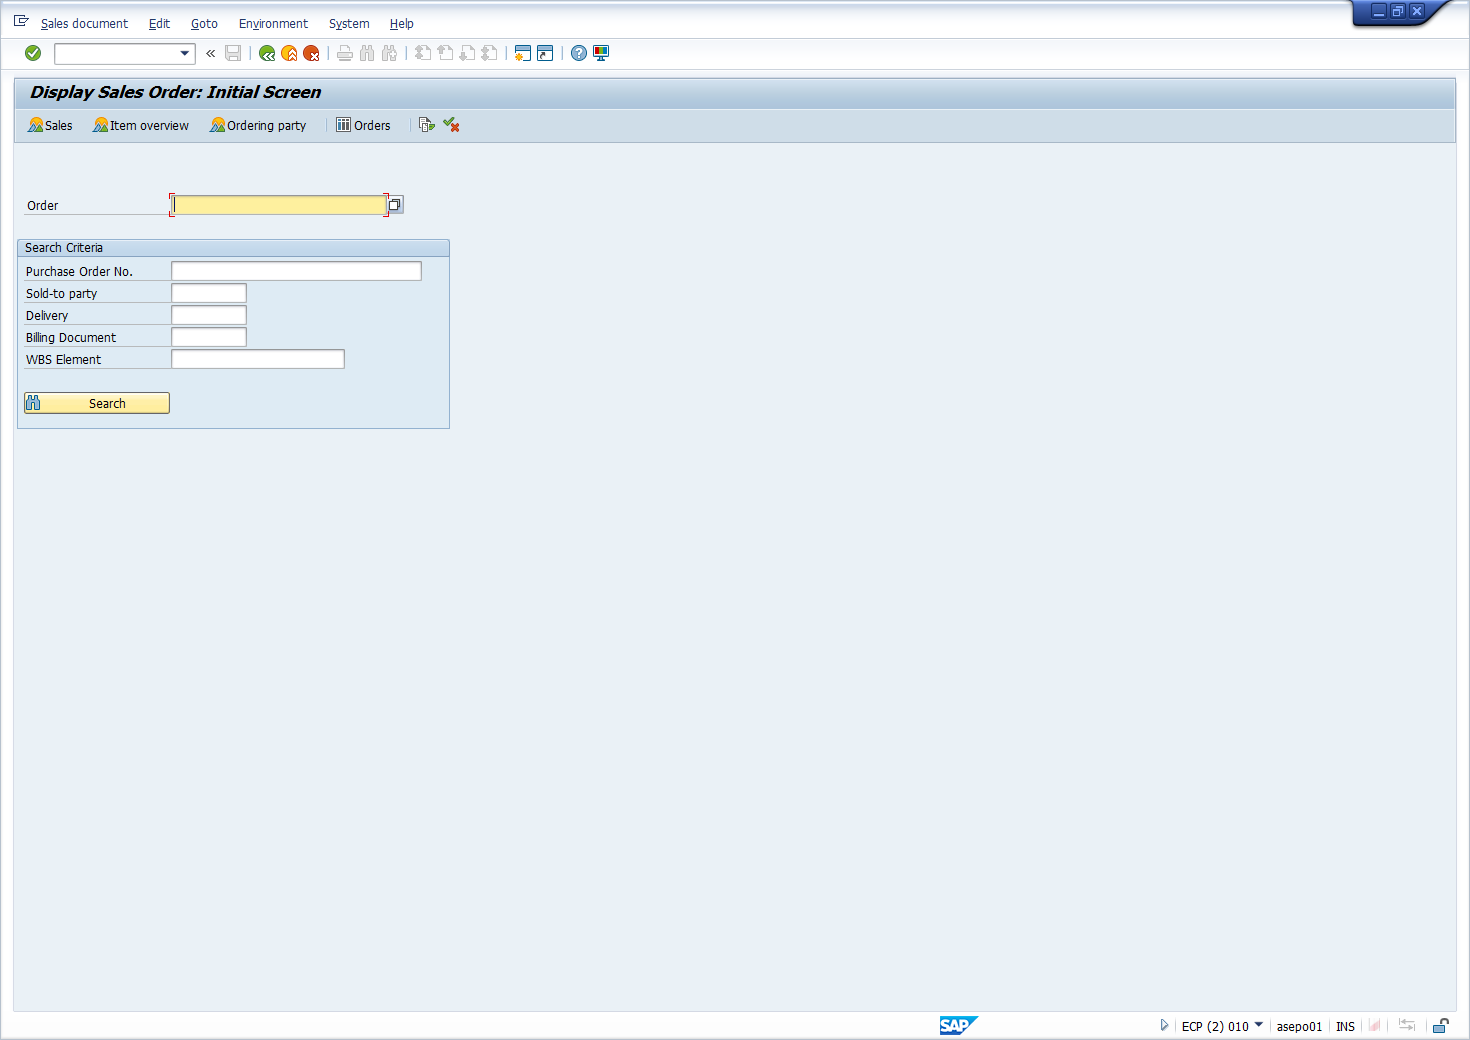 Sales document Edit Goto Environment System Help
Display Sales Order: Initial Screen
Sales Item overview Ordering party Orders
Order
Search Criteria
Purchase Order No.
Sold-to party
Delivery
Billing Document
WBS Element
Search
SAP ECP (2) 010 asepo01 INS